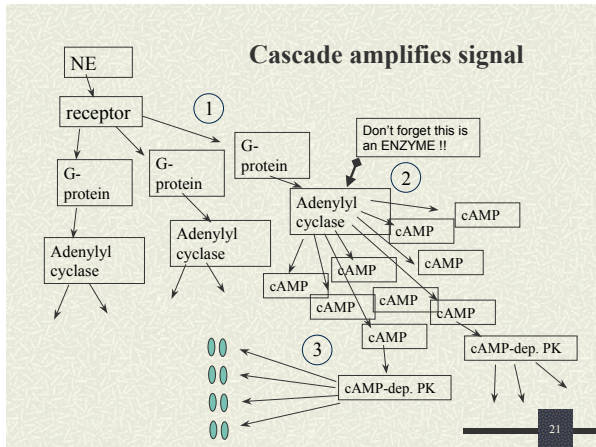 Cascade amplifies signal
NE
receptor
1
G-
protein
G-
protein
G-
protein
Don't forget this is
an ENZYME !!
2
Adenylyl
cyclase
Adenylyl
cyclase
Adenylyl
cyclase
cAMP
cAMP
cAMP
cAMP
cAMP
cAMP
cAMP
cAMP
cAMP
3
cAMP-dep. PK
cAMP-dep. PK
21